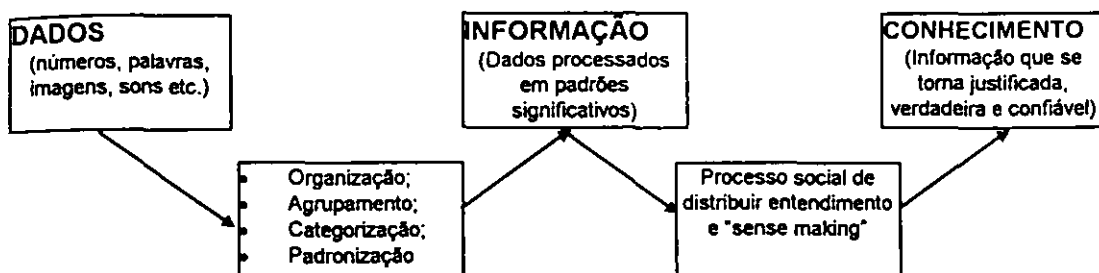 DADOS
(números, palavras,
imagens, sons etc.)
• Organização;
• Agrupamento;
• Categorização;
• Padronização
INFORMAÇÃO
(Dados processados
em padrões
significativos)
Processo social de
distribuir entendimento
e "sense making"
CONHECIMENTO
(Informação que se
torna justificada,
verdadeira e confiável)